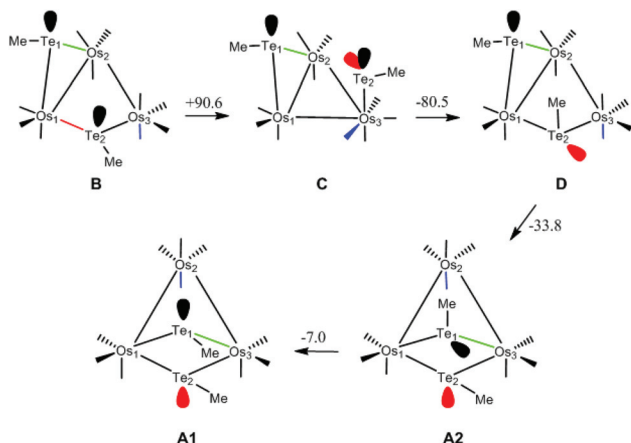 Me Te1 Os2 Os1 Te2 Os3 Me
B
+90.6
Me Te1 Os2 Te2 Me Os1 Os3
C
-80.5
Me Te1 Os2 Me Os1 Te2 Os3
D
-33.8
Os2 Te1 Me Os1 Os3 Te2 Me
A1
-7.0
Os2 Me Te1 Os1 Os3 Te2 Me
A2